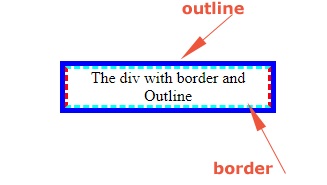 outline
The div with border and
Outline
border